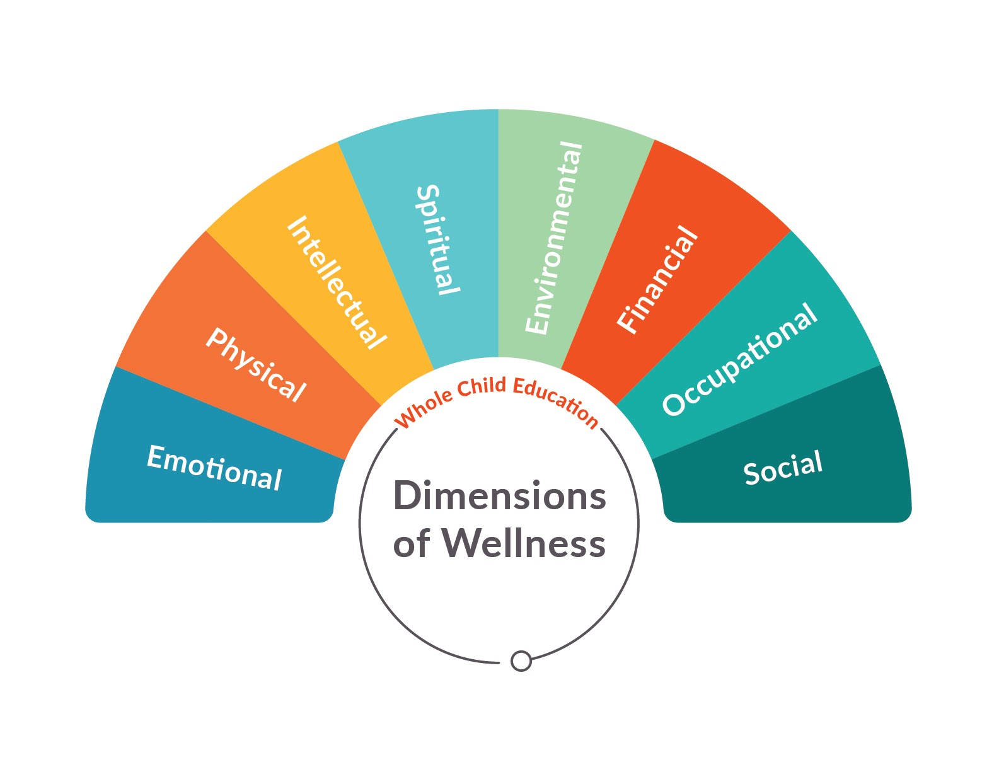 Emotional
Physical
Intellectual
Spiritual
Environmental
Financial
Occupational
Social
Whole Child Education
Dimensions
of Wellness